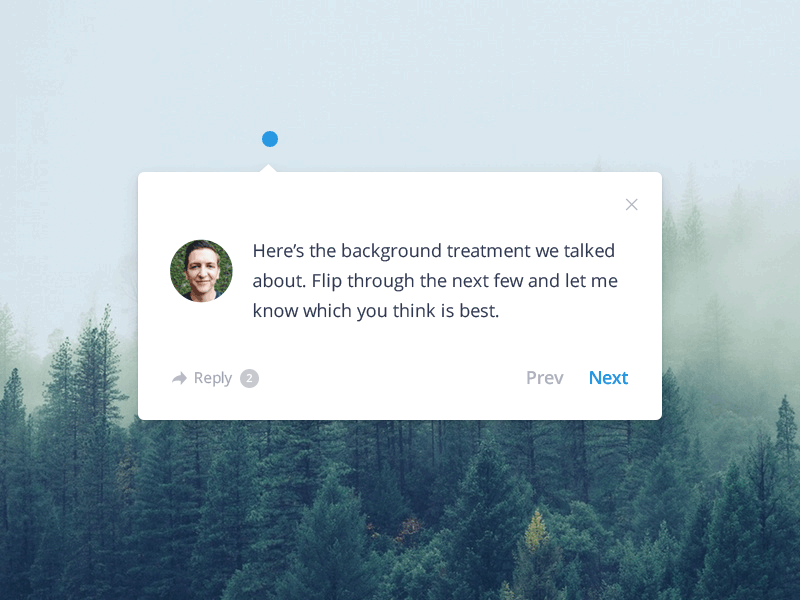 Here’s the background treatment we talked
about. Flip through the next few and let me
know which you think is best.
Reply 2
Prev Next